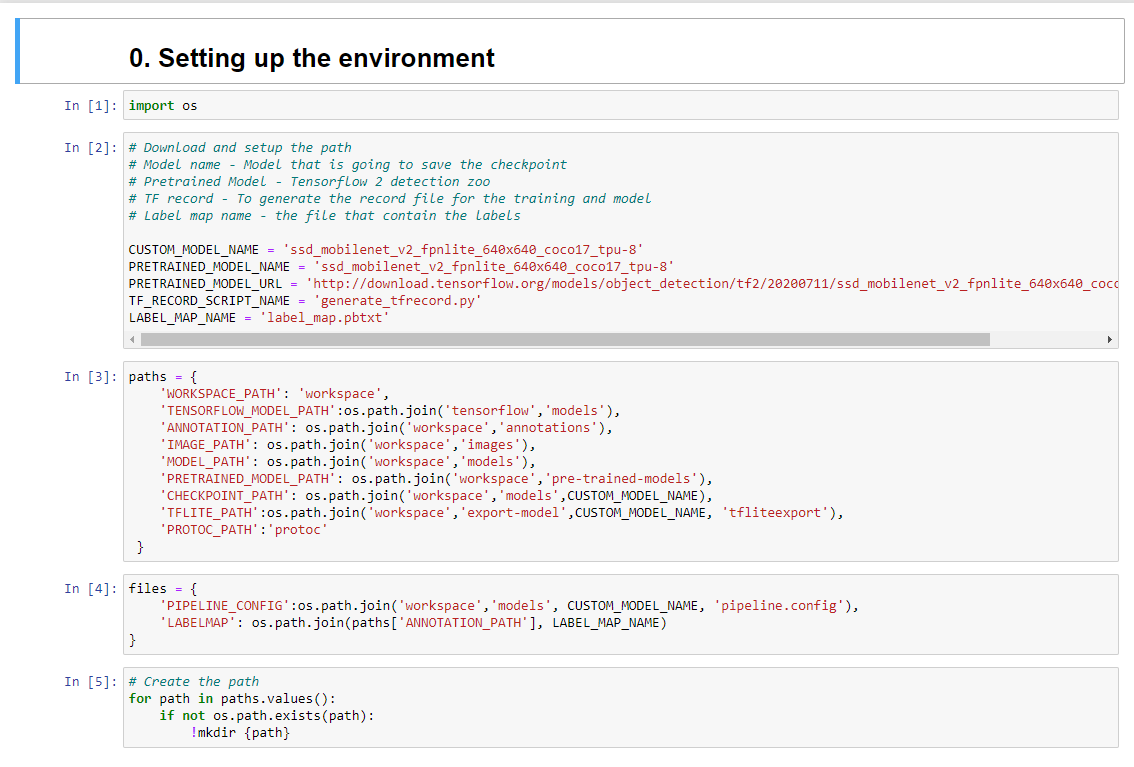 0. Setting up the environment
In [1]: import os
In [2]: # Download and setup the path
# Model name - Model that is going to save the checkpoint
# Pretrained Model - Tensorflow 2 detection zoo
# TF record - To generate the record file for the training and model
# Label map name - the file that contain the labels
CUSTOM_MODEL_NAME = 'ssd_mobilenet_v2_fpnlite_640x640_coco17_tpu-8'
PRETRAINED_MODEL_NAME = 'ssd_mobilenet_v2_fpnlite_640x640_coco17_tpu-8'
PRETRAINED_MODEL_URL = 'http://download.tensorflow.org/models/object_detection/tf2/20200711/ssd_mobilenet_v2_fpnlite_640x640_coco
TF_RECORD_SCRIPT_NAME = 'generate_tfrecord.py'
LABEL_MAP_NAME = 'label_map.pbtxt'
In [3]: paths = {
    'WORKSPACE_PATH': 'workspace',
    'TENSORFLOW_MODEL_PATH':os.path.join('tensorflow','models'),
    'ANNOTATION_PATH': os.path.join('workspace','annotations'),
    'IMAGE_PATH': os.path.join('workspace','images'),
    'MODEL_PATH': os.path.join('workspace','models'),
    'PRETRAINED_MODEL_PATH': os.path.join('workspace','pre-trained-models'),
    'CHECKPOINT_PATH': os.path.join('workspace','models',CUSTOM_MODEL_NAME),
    'TFLITE_PATH':os.path.join('workspace','export-model',CUSTOM_MODEL_NAME, 'tfliteexport'),
    'PROTOC_PATH':'protoc'
 }
In [4]: files = {
    'PIPELINE_CONFIG':os.path.join('workspace','models', CUSTOM_MODEL_NAME, 'pipeline.config'),
    'LABELMAP': os.path.join(paths['ANNOTATION_PATH'], LABEL_MAP_NAME)
}
In [5]: # Create the path
for path in paths.values():
    if not os.path.exists(path):
        !mkdir {path}